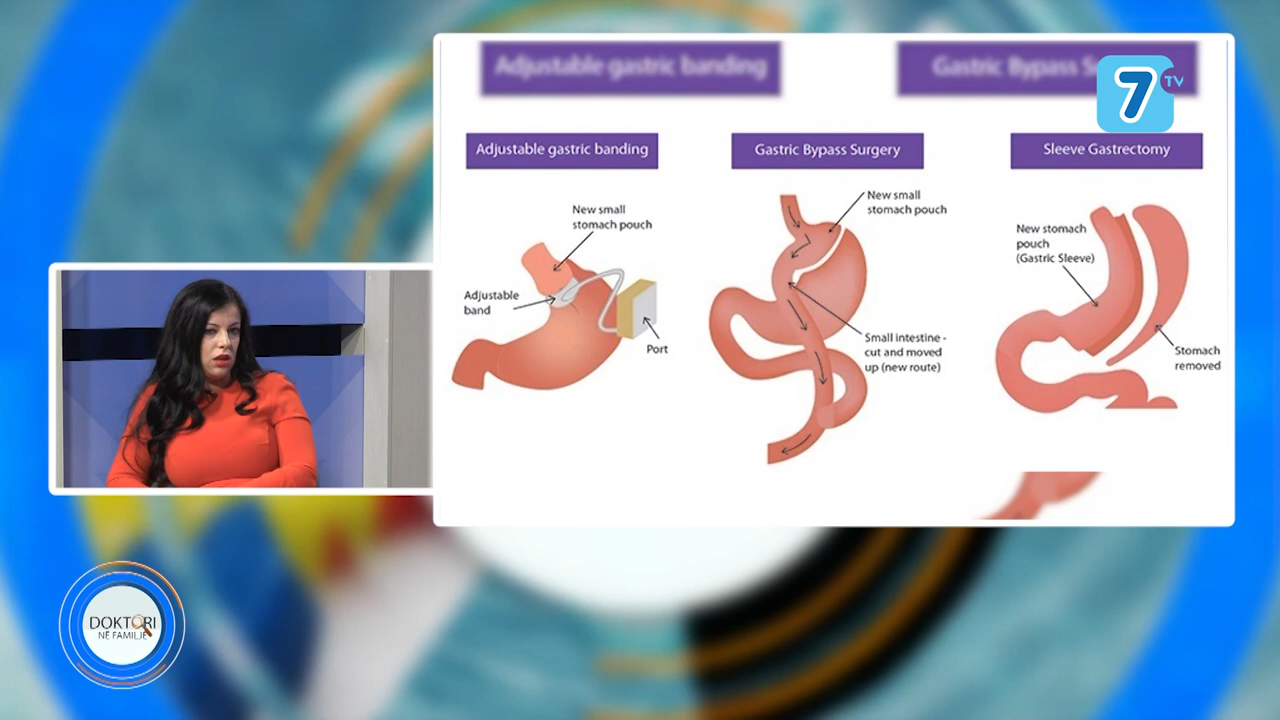 Adjustable gastric banding
Gastric Bypass S
7 TV
Adjustable gastric banding
Gastric Bypass Surgery
Sleeve Gastrectomy
New small
stomach pouch
Adjustable
band
Port
New small
stomach pouch
Small intestine -
cut and moved
up (new route)
New stomach
pouch
(Gastric Sleeve)
Stomach
removed
DOKTORI
NË FAMILJE